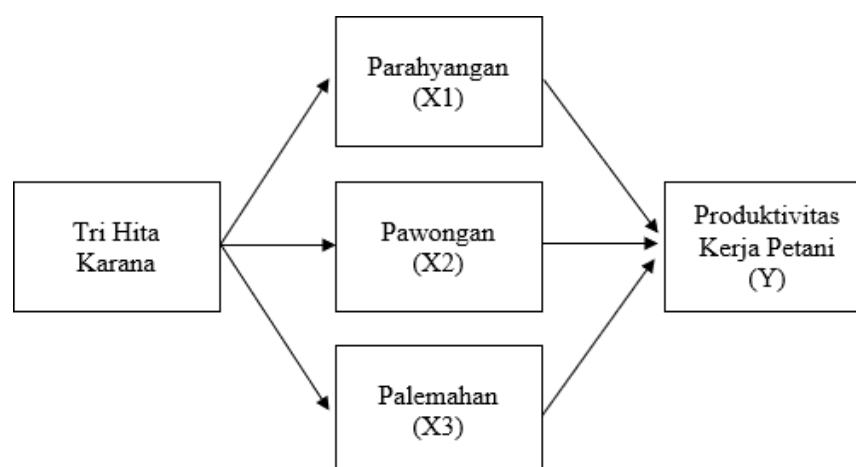 Parahyangan
(X1)
Tri Hita
Karana
Pawongan
(X2)
Produktivitas
Kerja Petani
(Y)
Palemahan
(X3)